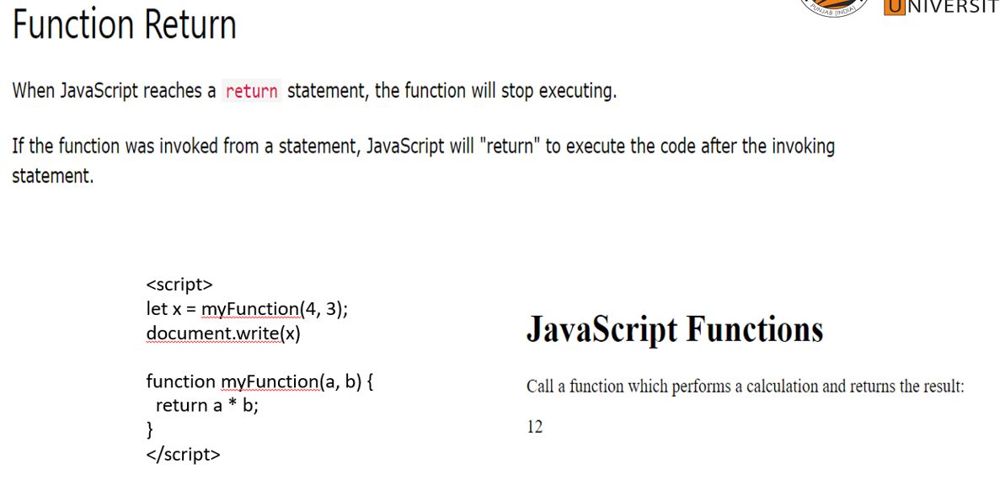 Function Return
PUNJAB (INDIA)
UNIVERSIT
When JavaScript reaches a return statement, the function will stop executing.
If the function was invoked from a statement, JavaScript will "return" to execute the code after the invoking
statement.
<script>
let x = myFunction(4, 3);
document.write(x)
function myFunction(a, b) {
return a * b;
}
</script>
JavaScript Functions
Call a function which performs a calculation and returns the result:
12